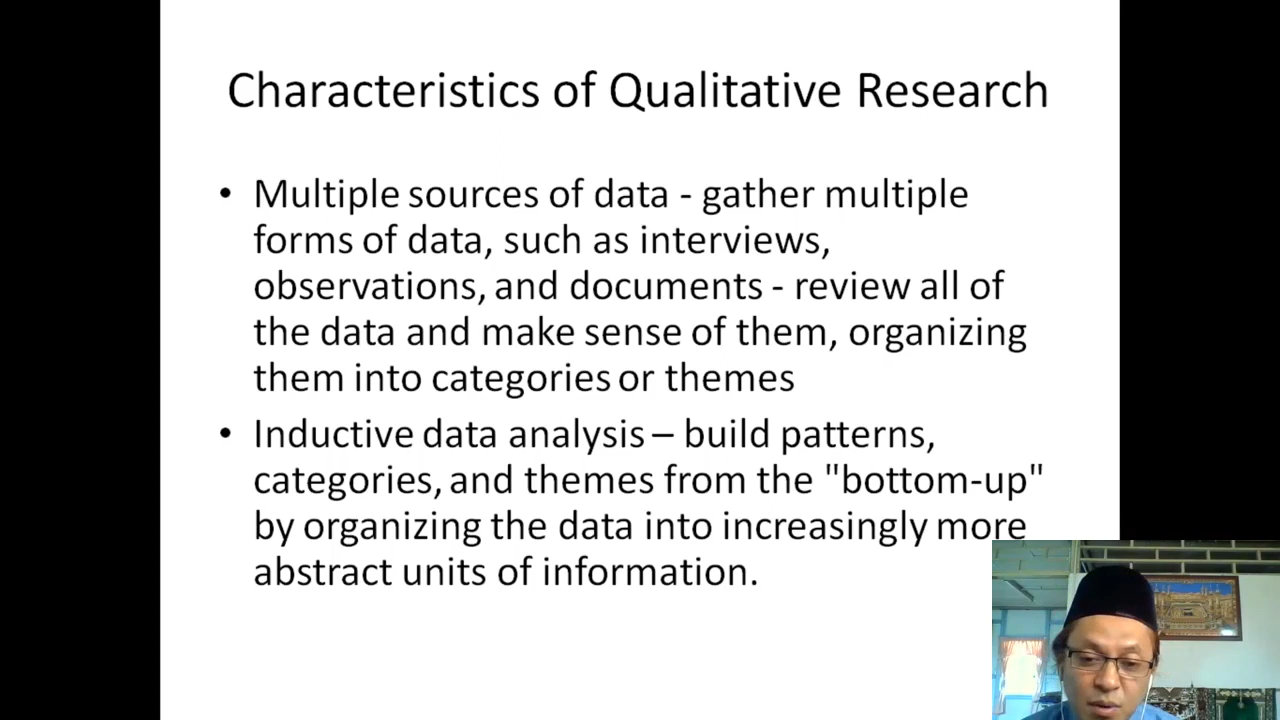 Characteristics of Qualitative Research
• Multiple sources of data - gather multiple
forms of data, such as interviews,
observations, and documents - review all of
the data and make sense of them, organizing
them into categories or themes
• Inductive data analysis – build patterns,
categories, and themes from the "bottom-up"
by organizing the data into increasingly more
abstract units of information.